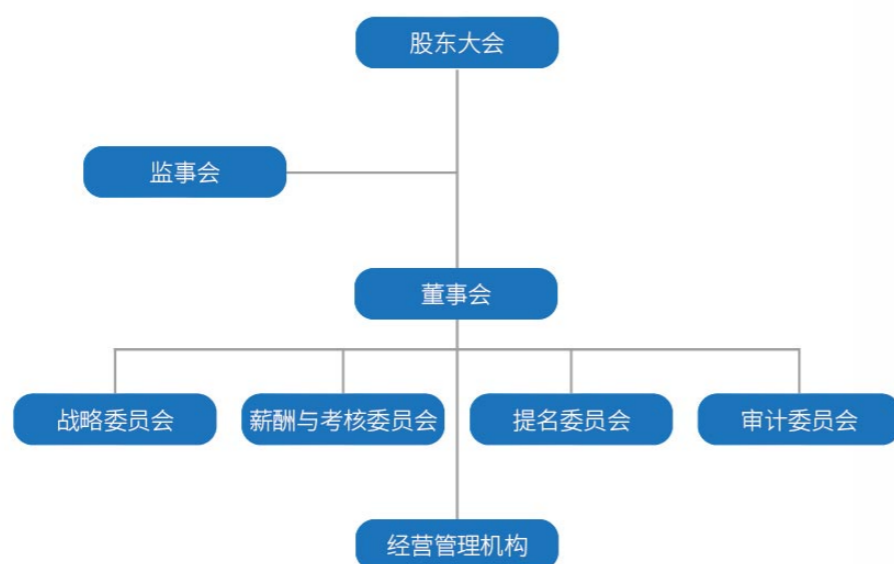 股东大会
监事会
董事会
战略委员会
薪酬与考核委员会
提名委员会
审计委员会
经营管理机构